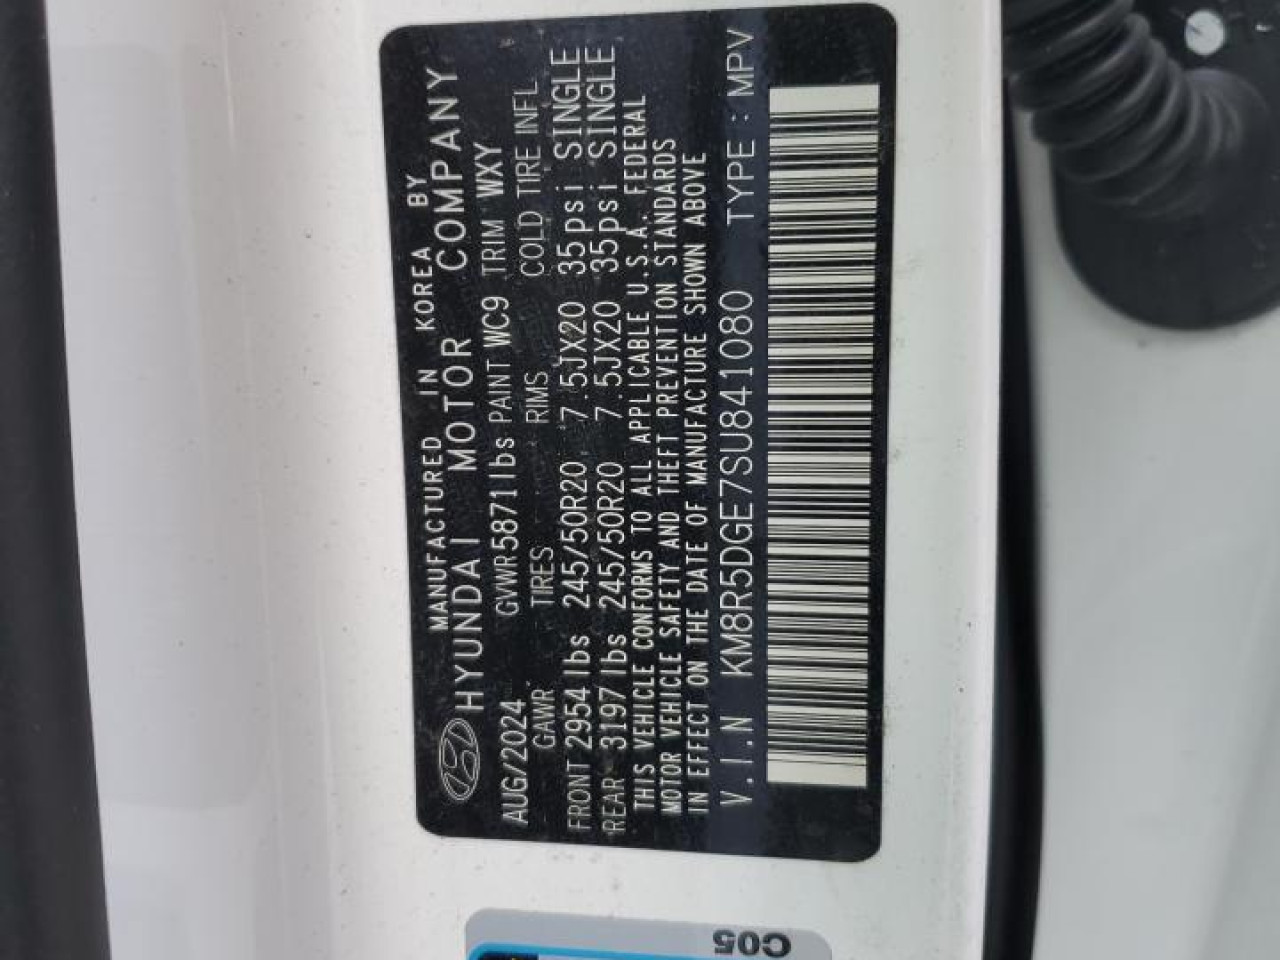 MANUFACTURED IN KOREA BY
HYUNDAI MOTOR COMPANY
AUG/2024 GVWR5871lbs PAINT WC9 TRIM WXY
GAWR TIRES RIMS COLD TIRE INFL
FRONT 2954 lbs 245/50R20 7.5JX20 35psi SINGLE
REAR 3197 lbs 245/50R20 7.5JX20 35psi SINGLE
THIS VEHICLE CONFORMS TO ALL APPLICABLE U.S.A. FEDERAL
MOTOR VEHICLE SAFETY AND THEFT PREVENTION STANDARDS
IN EFFECT ON THE DATE OF MANUFACTURE SHOWN ABOVE
V.I.N KM8R5DGE7SU841080 TYPE : MPV
C05